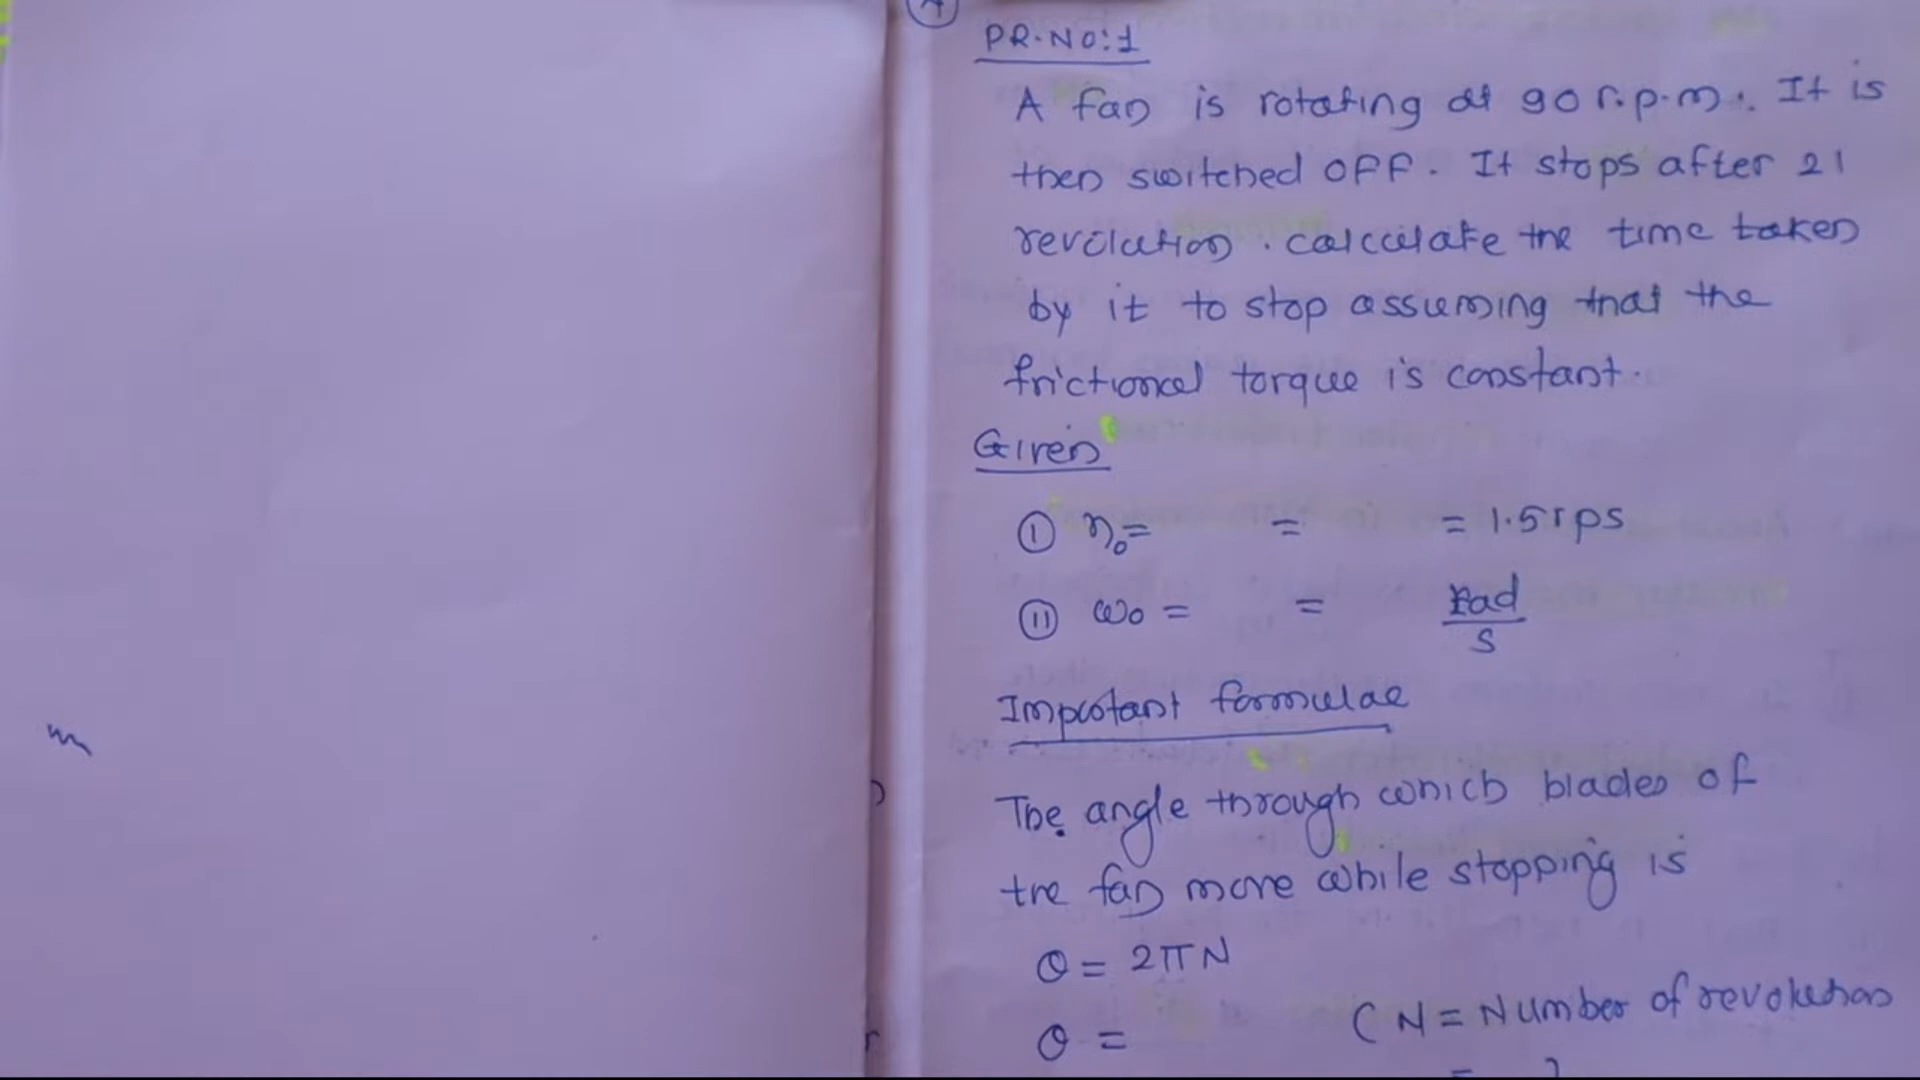 PR.NO:1
A fan is rotating at 90 r.p.m. It is
then switched OFF. It stops after 21
revolution. calculate the time taken
by it to stop assuming that the
frictional torque is constant.
Given
(I) n₀= = = 1.5 rps
(II) ω₀ = = rad/s
Important formulae
The angle through which blades of
the fan move while stopping is
θ = 2πN
θ = (N = Number of revolutions